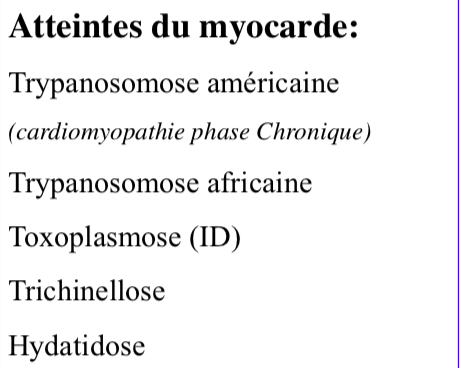 Atteintes du myocarde:
Trypanosomose américaine
(cardiomyopathie phase Chronique)
Trypanosomose africaine
Toxoplasmose (ID)
Trichinellose
Hydatidose